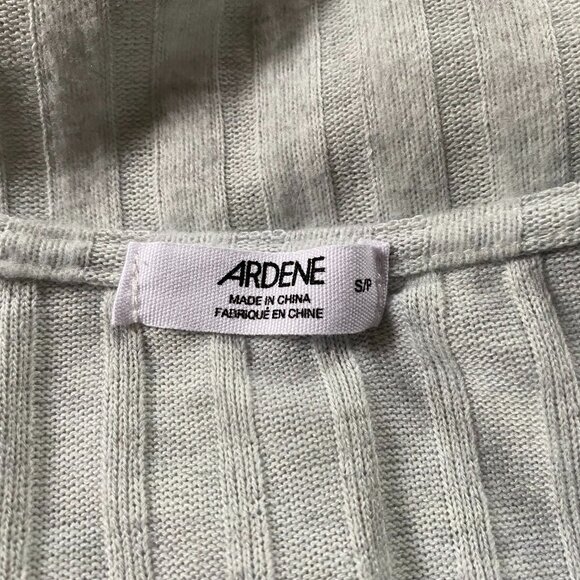 ARDENE
S/P
MADE IN CHINA
FABRIQUÉ EN CHINE